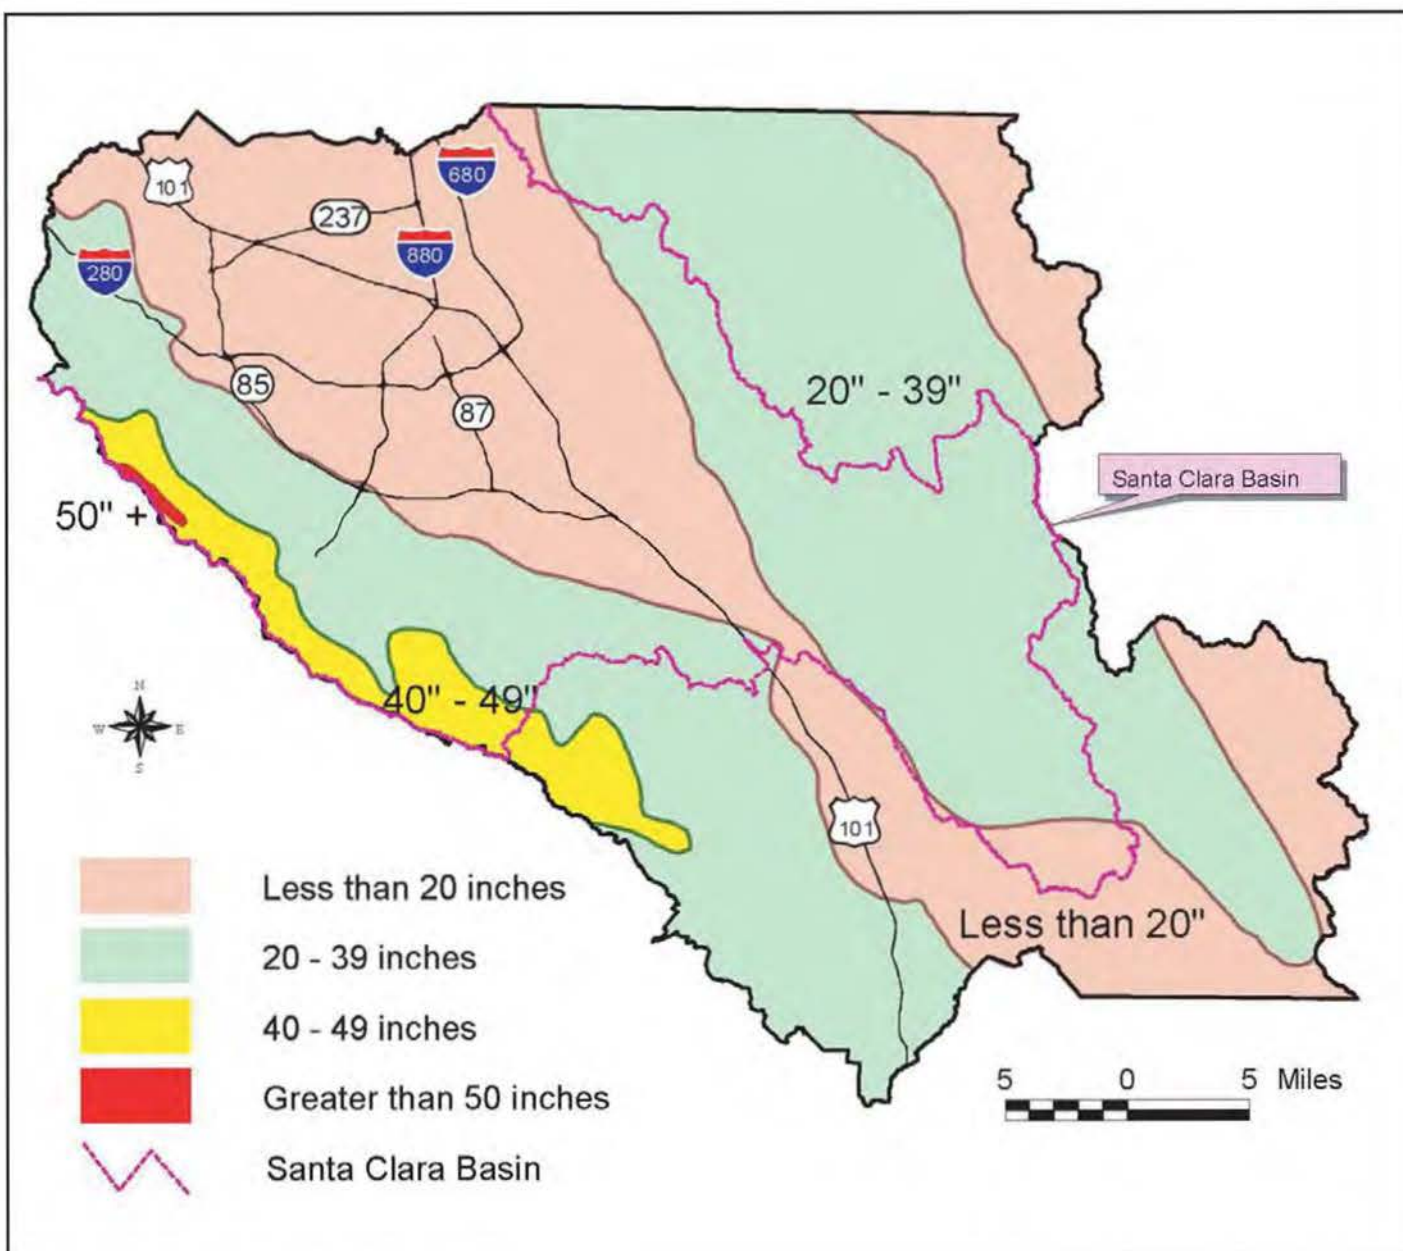 680
101
237
880
280
20" - 39"
85
87
Santa Clara Basin
50" +
N
W E
S
40" - 49"
101
Less than 20 inches
Less than 20"
20 - 39 inches
40 - 49 inches
5 0 5 Miles
Greater than 50 inches
Santa Clara Basin